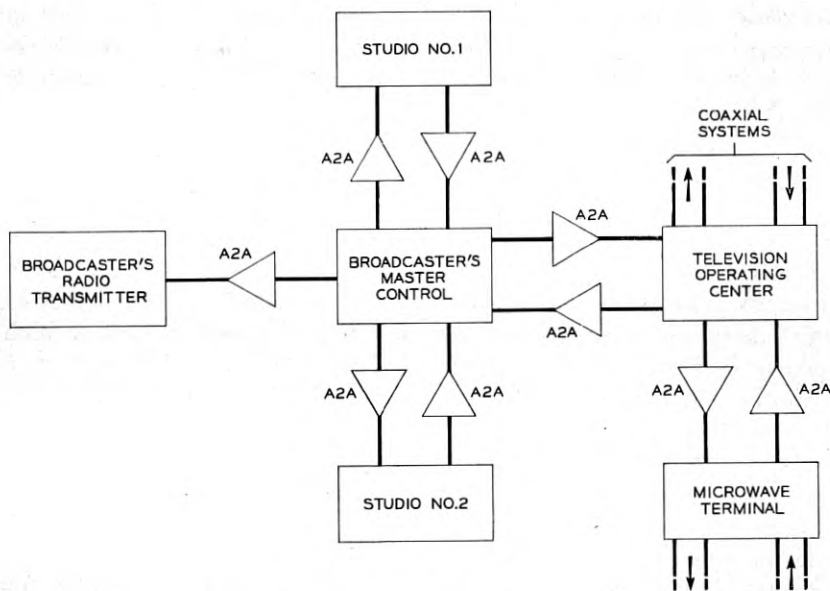 STUDIO NO.1
COAXIAL
SYSTEMS
A2A
A2A
A2A
A2A
BROADCASTER'S
RADIO
TRANSMITTER
BROADCASTER'S
MASTER
CONTROL
TELEVISION
OPERATING
CENTER
A2A
A2A
A2A
A2A
A2A
STUDIO NO.2
MICROWAVE
TERMINAL